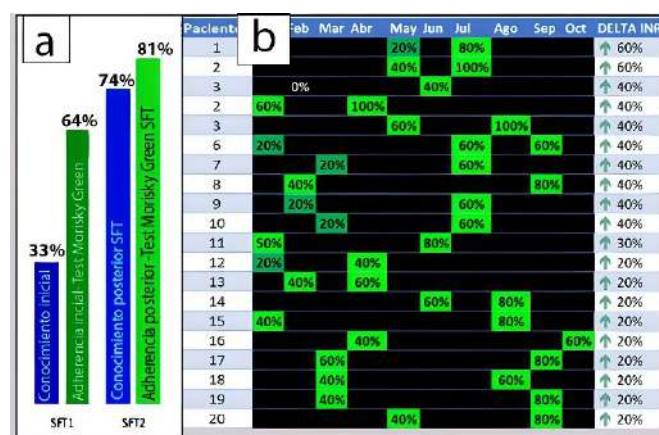 a
33%
64%
74%
81%
Conocimiento inicial
Adherencia incial-Test Morisky Green
Conocimiento posterior SFT
Adherencia posterior -Test Morisky Green SFT
SFT1 SFT2
b
Paciente Feb Mar Abr May Jun Jul Ago Sep Oct DELTA INR
1 20% 80% 60%
2 40% 100% 60%
3 0% 40% 40%
2 60% 100% 40%
3 60% 100% 40%
6 20% 60% 60% 40%
7 20% 60% 40%
8 40% 80% 40%
9 20% 60% 40%
10 20% 60% 40%
11 50% 80% 30%
12 20% 40% 20%
13 40% 60% 20%
14 60% 80% 20%
15 40% 80% 20%
16 40% 60% 20%
17 60% 80% 20%
18 40% 60% 20%
19 40% 80% 20%
20 40% 80% 20%